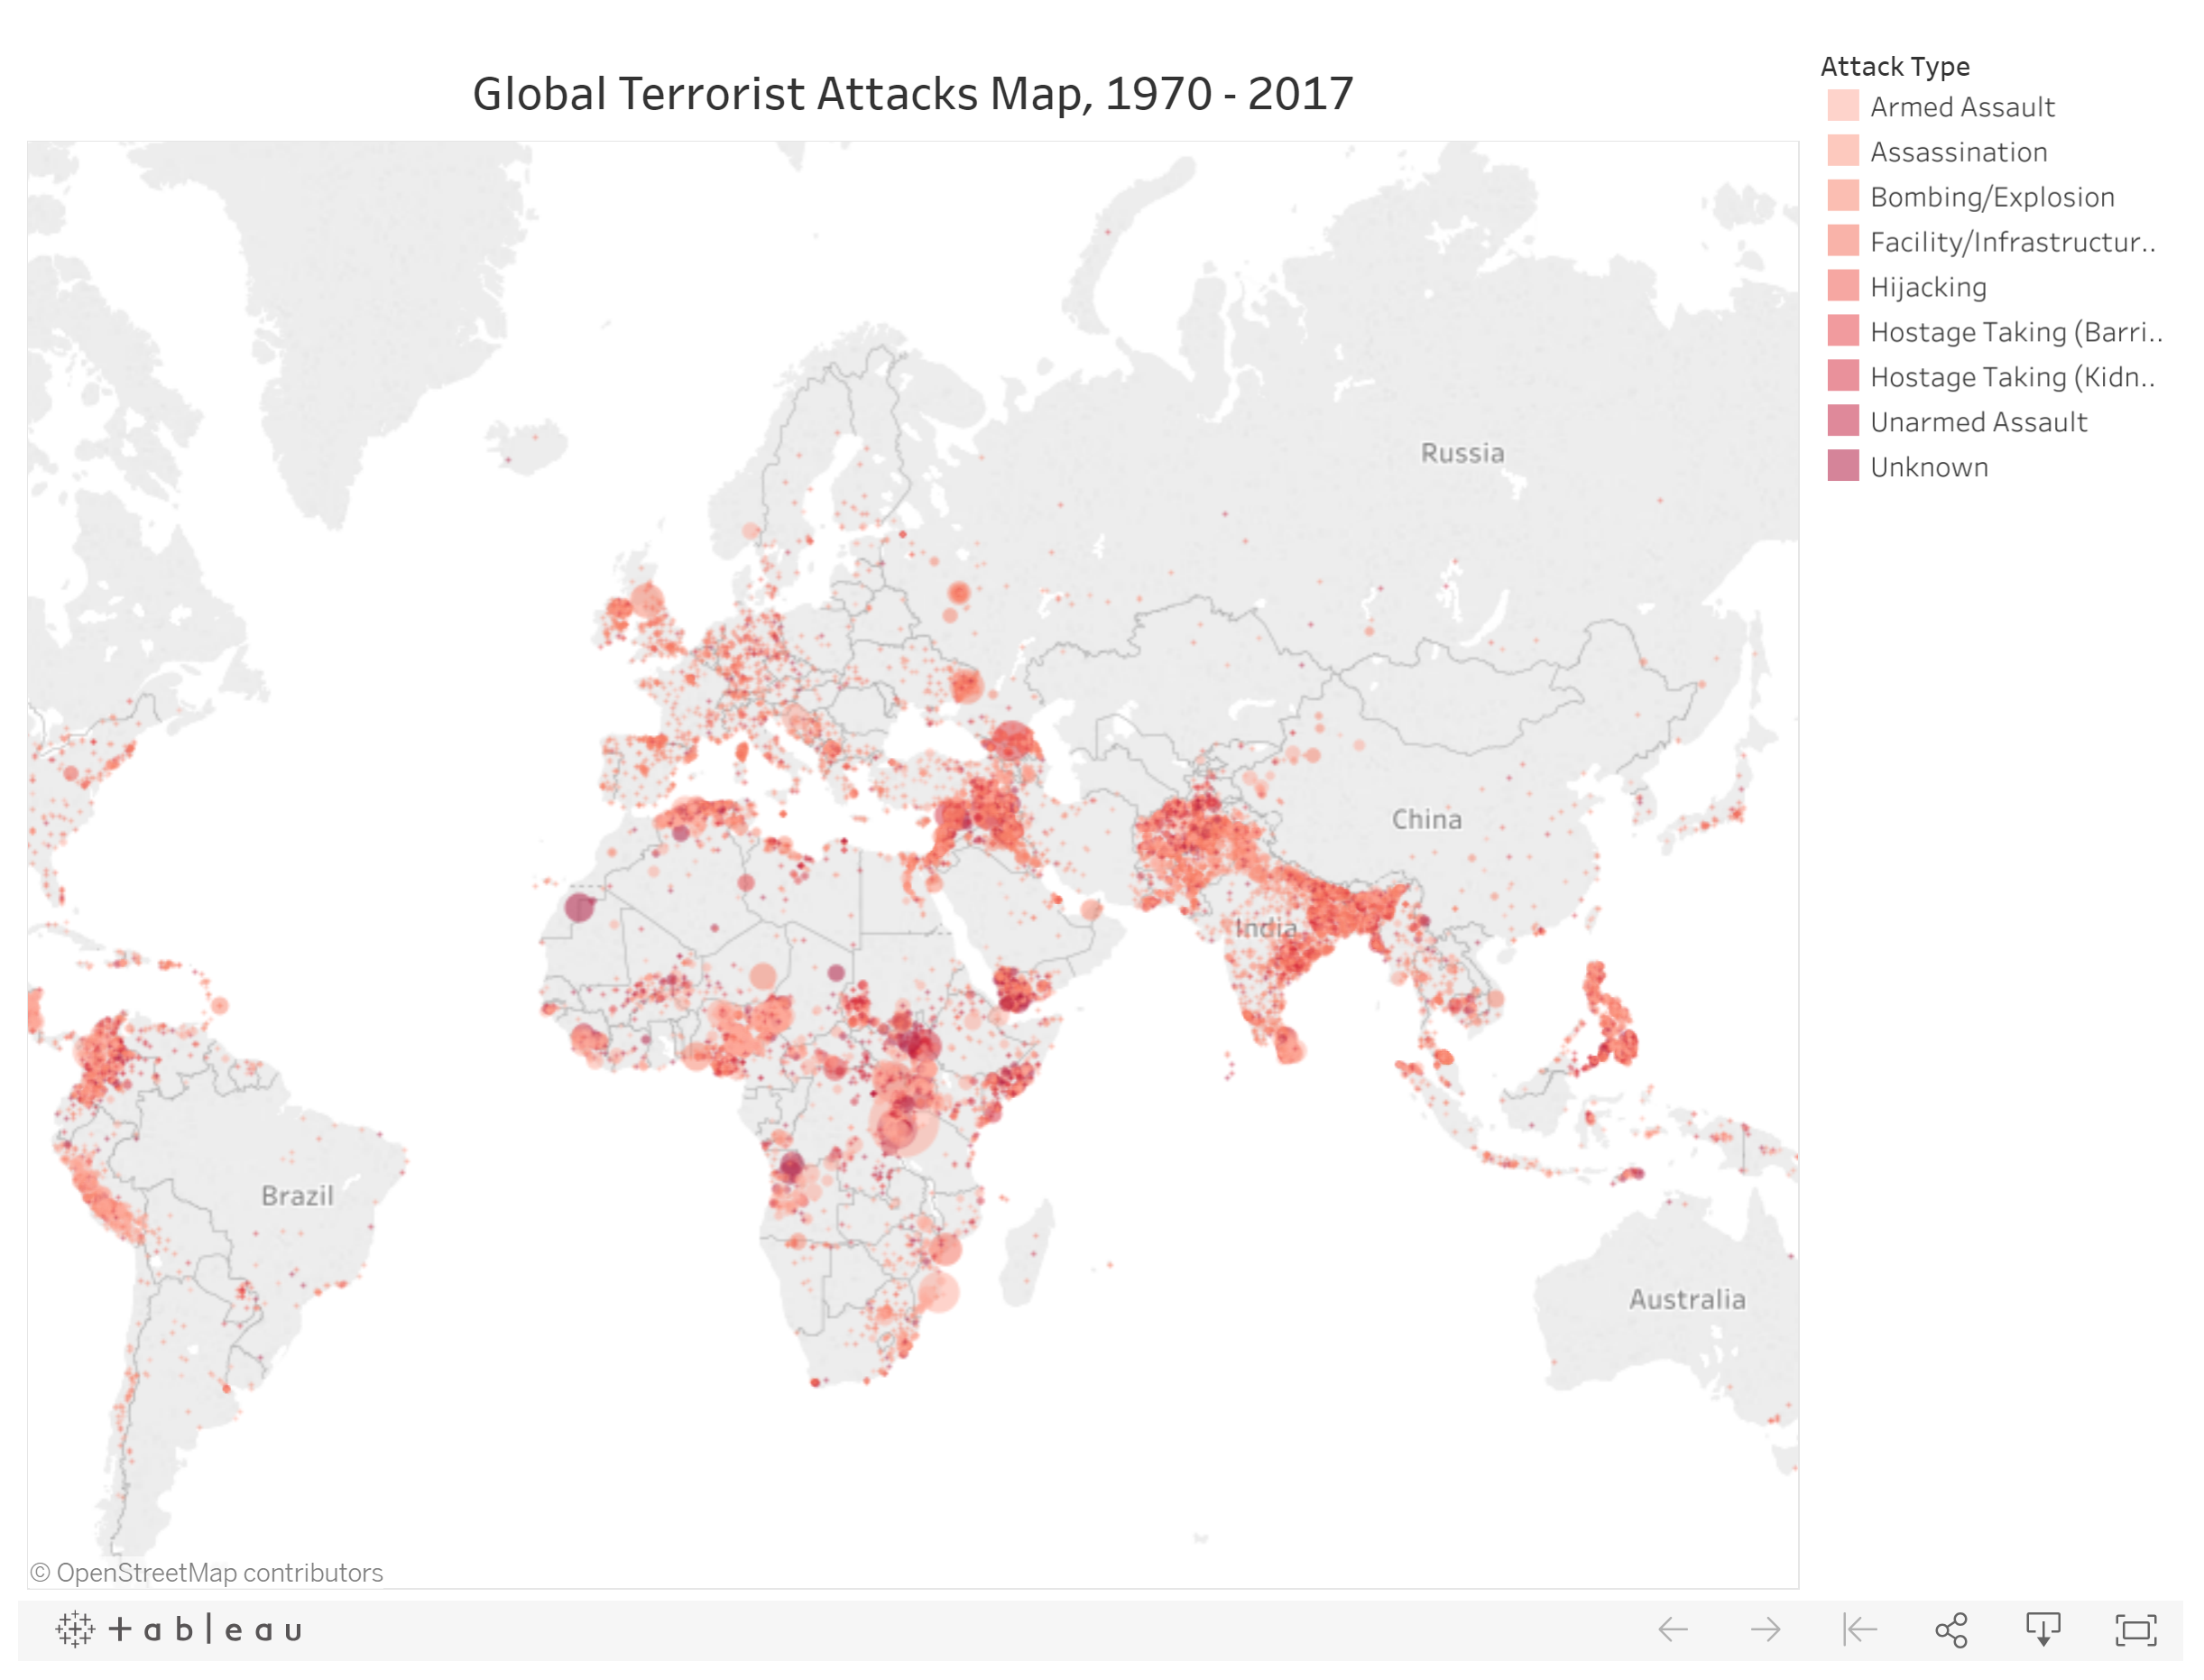 Global Terrorist Attacks Map, 1970 - 2017
Attack Type
Armed Assault
Assassination
Bombing/Explosion
Facility/Infrastructur..
Hijacking
Hostage Taking (Barri..
Hostage Taking (Kidn..
Unarmed Assault
Unknown
Russia
China
India
Brazil
Australia
© OpenStreetMap contributors
+ a b | e a u